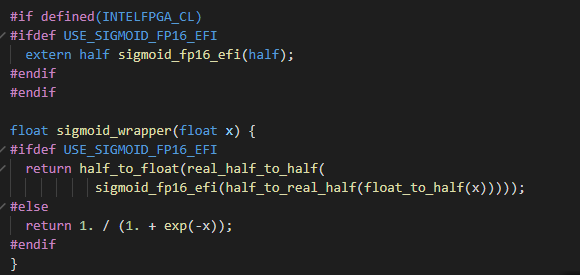 #if defined(INTELFPGA_CL)
#ifdef USE_SIGMOID_FP16_EFI
  extern half sigmoid_fp16_efi(half);
#endif
#endif

float sigmoid_wrapper(float x) {
#ifdef USE_SIGMOID_FP16_EFI
  return half_to_float(real_half_to_half(
           sigmoid_fp16_efi(half_to_real_half(float_to_half(x)))));
#else
  return 1. / (1. + exp(-x));
#endif
}